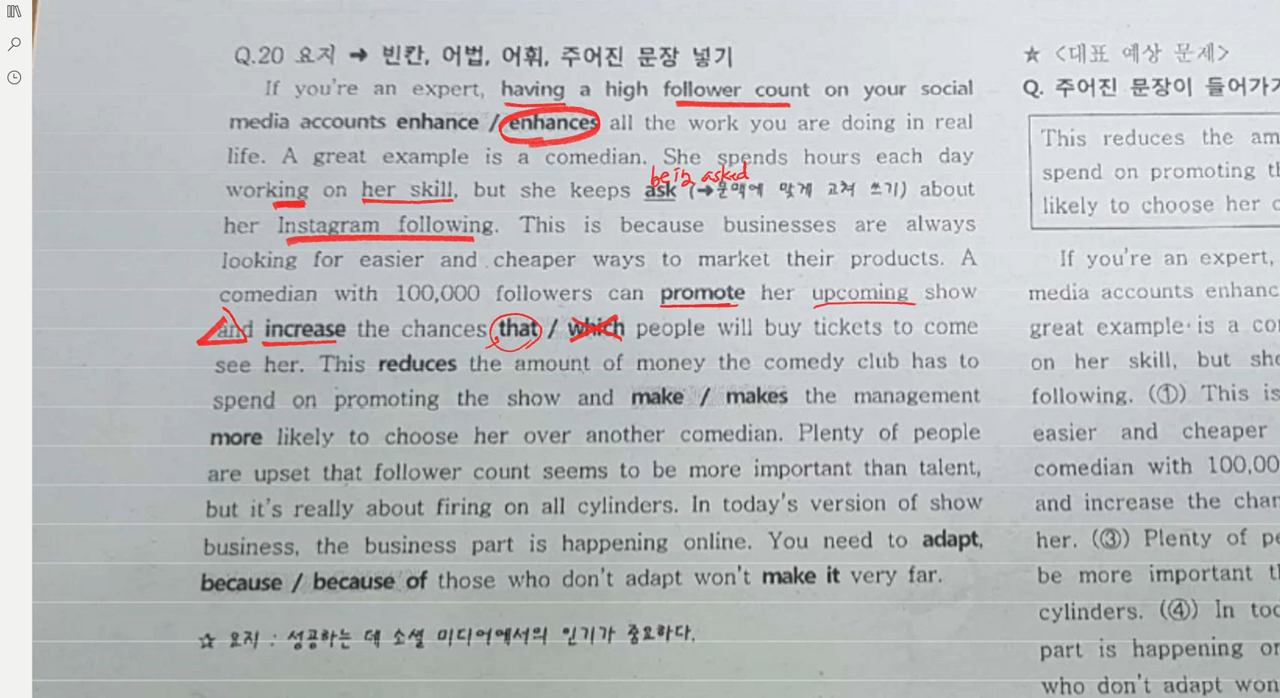 Q.20 요지 → 빈칸, 어법, 어휘, 주어진 문장 넣기
If you're an expert, having a high follower count on your social
media accounts enhance / enhances all the work you are doing in real
life. A great example is a comedian. She spends hours each day
being asked
working on her skill, but she keeps ask (→문맥에 맞게 고쳐 쓰기) about
her Instagram following. This is because businesses are always
looking for easier and cheaper ways to market their products. A
comedian with 100,000 followers can promote her upcoming show
and increase the chances that / which people will buy tickets to come
see her. This reduces the amount of money the comedy club has to
spend on promoting the show and make / makes the management
more likely to choose her over another comedian. Plenty of people
are upset that follower count seems to be more important than talent,
but it's really about firing on all cylinders. In today's version of show
business, the business part is happening online. You need to adapt,
because / because of those who don't adapt won't make it very far.
☆ 요지 : 성공하는 데 소셜 미디어에서의 인기가 중요하다.
★ <대표 예상 문제>
Q. 주어진 문장이 들어가기
This reduces the am
spend on promoting th
likely to choose her o
If you're an expert,
media accounts enhanc
great example is a co
on her skill, but she
following. (①) This is
easier and cheaper
comedian with 100,00
and increase the chan
her. (③) Plenty of pe
be more important th
cylinders. (④) In tod
part is happening on
who don't adapt won